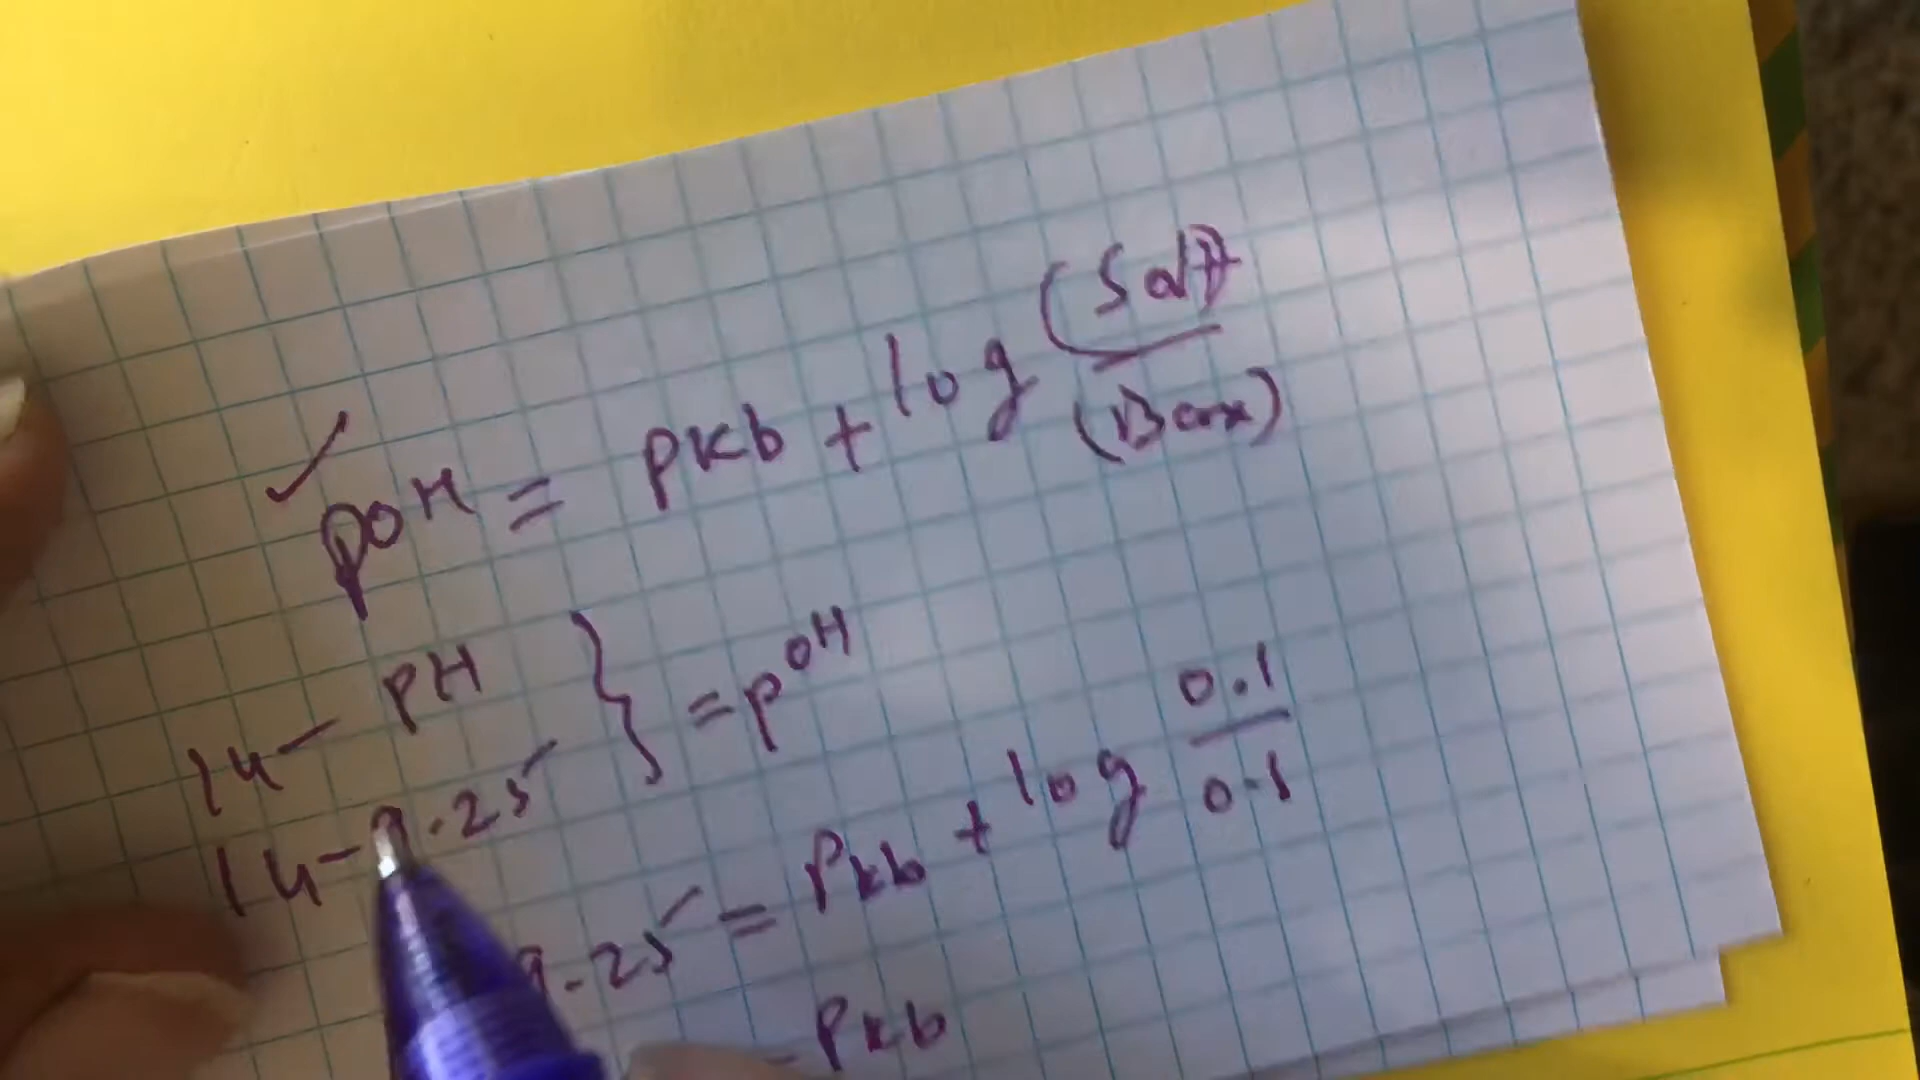 pOH = pKb + log (Salt) / (Base)
14 - PH } = pOH
14 - 9.25
9.25 = Pkb + log 0.1 / 0.1
Pkb